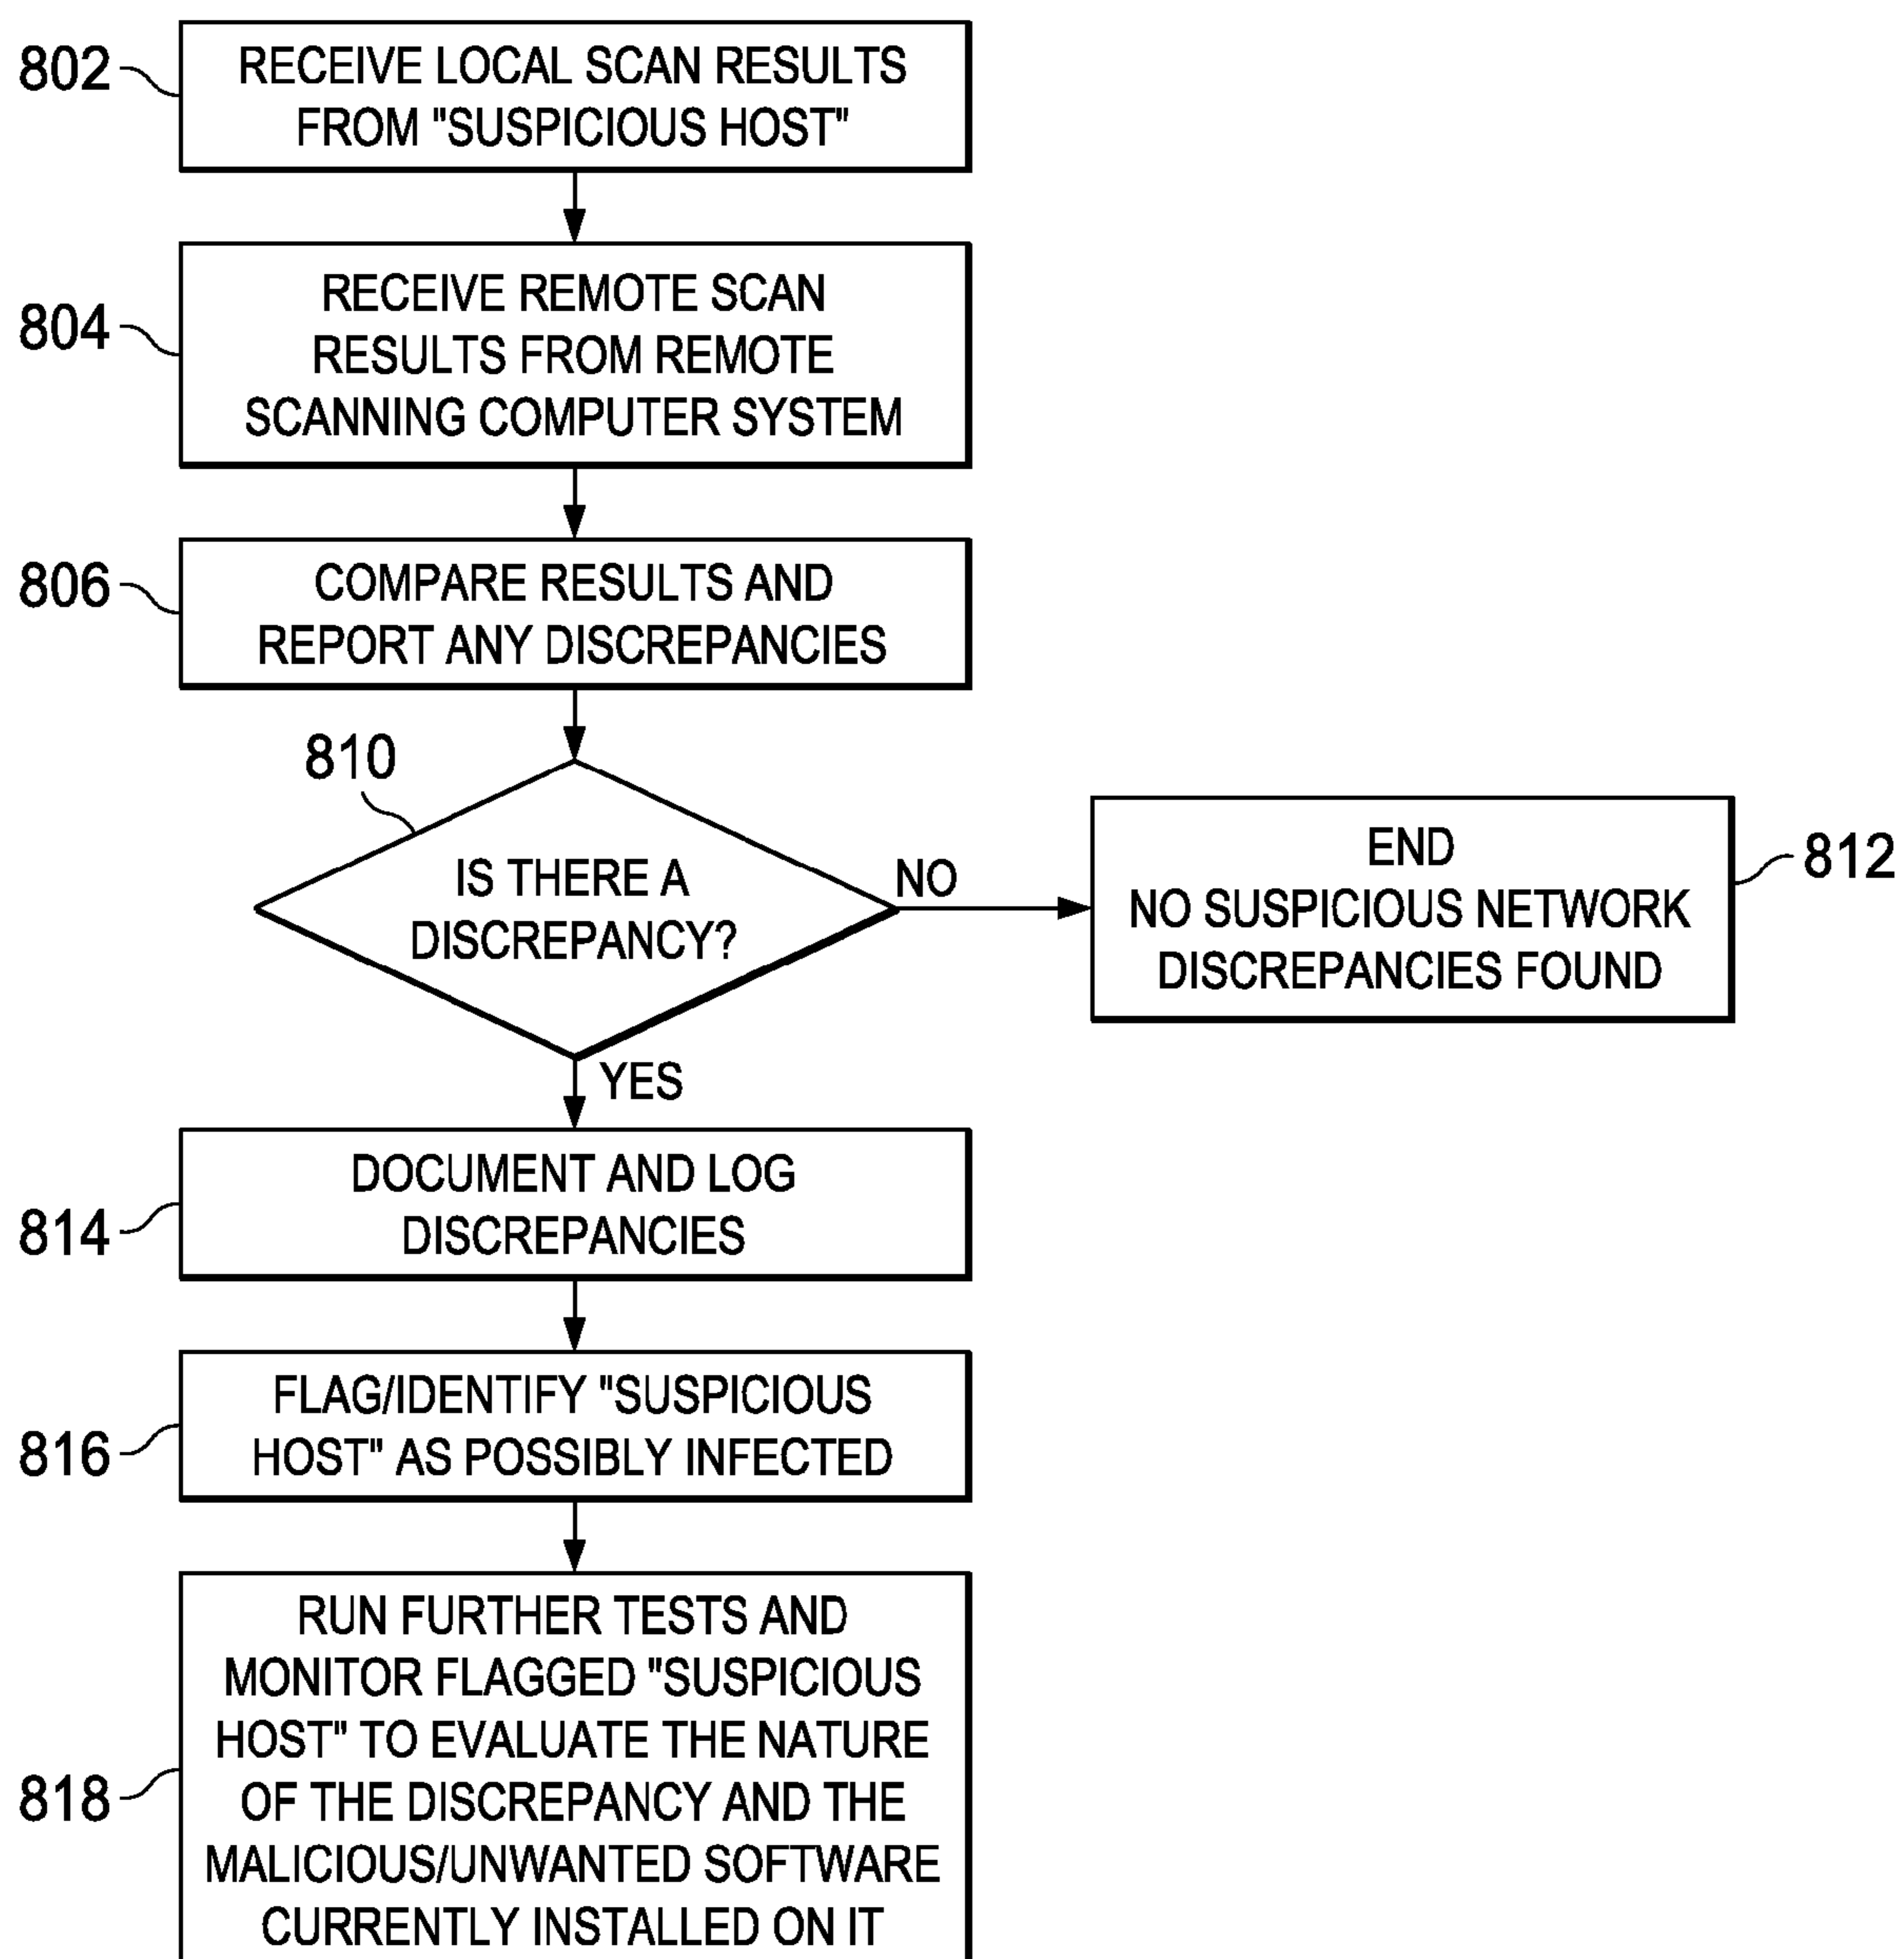 802
RECEIVE LOCAL SCAN RESULTS
FROM "SUSPICIOUS HOST"
804
RECEIVE REMOTE SCAN
RESULTS FROM REMOTE
SCANNING COMPUTER SYSTEM
806
COMPARE RESULTS AND
REPORT ANY DISCREPANCIES
810
IS THERE A
DISCREPANCY?
NO
END
NO SUSPICIOUS NETWORK
DISCREPANCIES FOUND
812
YES
814
DOCUMENT AND LOG
DISCREPANCIES
816
FLAG/IDENTIFY "SUSPICIOUS
HOST" AS POSSIBLY INFECTED
818
RUN FURTHER TESTS AND
MONITOR FLAGGED "SUSPICIOUS
HOST" TO EVALUATE THE NATURE
OF THE DISCREPANCY AND THE
MALICIOUS/UNWANTED SOFTWARE
CURRENTLY INSTALLED ON IT